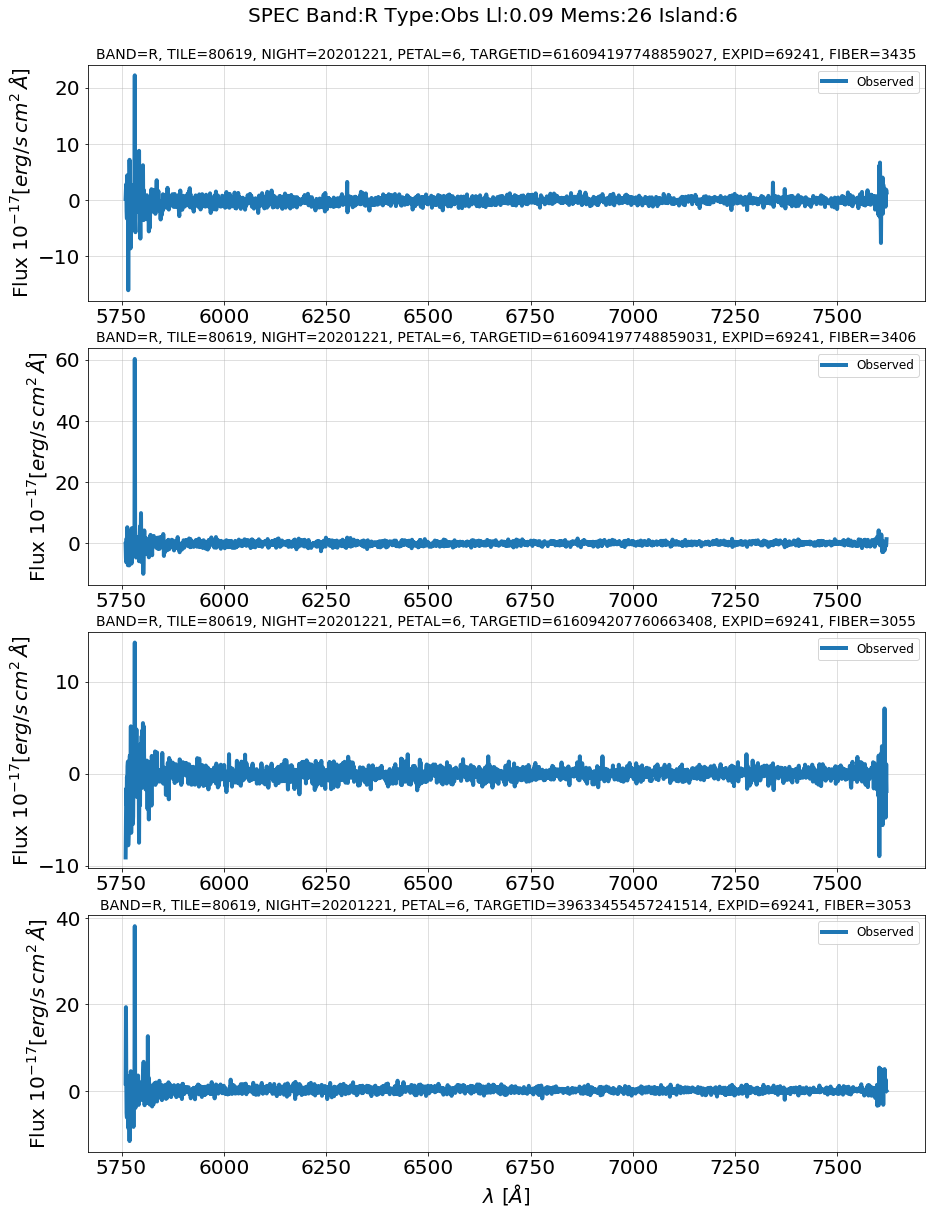 SPEC Band:R Type:Obs Ll:0.09 Mems:26 Island:6
BAND=R, TILE=80619, NIGHT=20201221, PETAL=6, TARGETID=616094197748859027, EXPID=69241, FIBER=3435
Observed
Flux 10^{-17}[erg/s cm^2 Å]
20
10
0
−10
5750 6000 6250 6500 6750 7000 7250 7500
BAND=R, TILE=80619, NIGHT=20201221, PETAL=6, TARGETID=616094197748859031, EXPID=69241, FIBER=3406
Observed
Flux 10^{-17}[erg/s cm^2 Å]
60
40
20
0
5750 6000 6250 6500 6750 7000 7250 7500
BAND=R, TILE=80619, NIGHT=20201221, PETAL=6, TARGETID=616094207760663408, EXPID=69241, FIBER=3055
Observed
Flux 10^{-17}[erg/s cm^2 Å]
10
0
−10
5750 6000 6250 6500 6750 7000 7250 7500
BAND=R, TILE=80619, NIGHT=20201221, PETAL=6, TARGETID=39633455457241514, EXPID=69241, FIBER=3053
Observed
Flux 10^{-17}[erg/s cm^2 Å]
40
20
0
5750 6000 6250 6500 6750 7000 7250 7500
λ [Å]